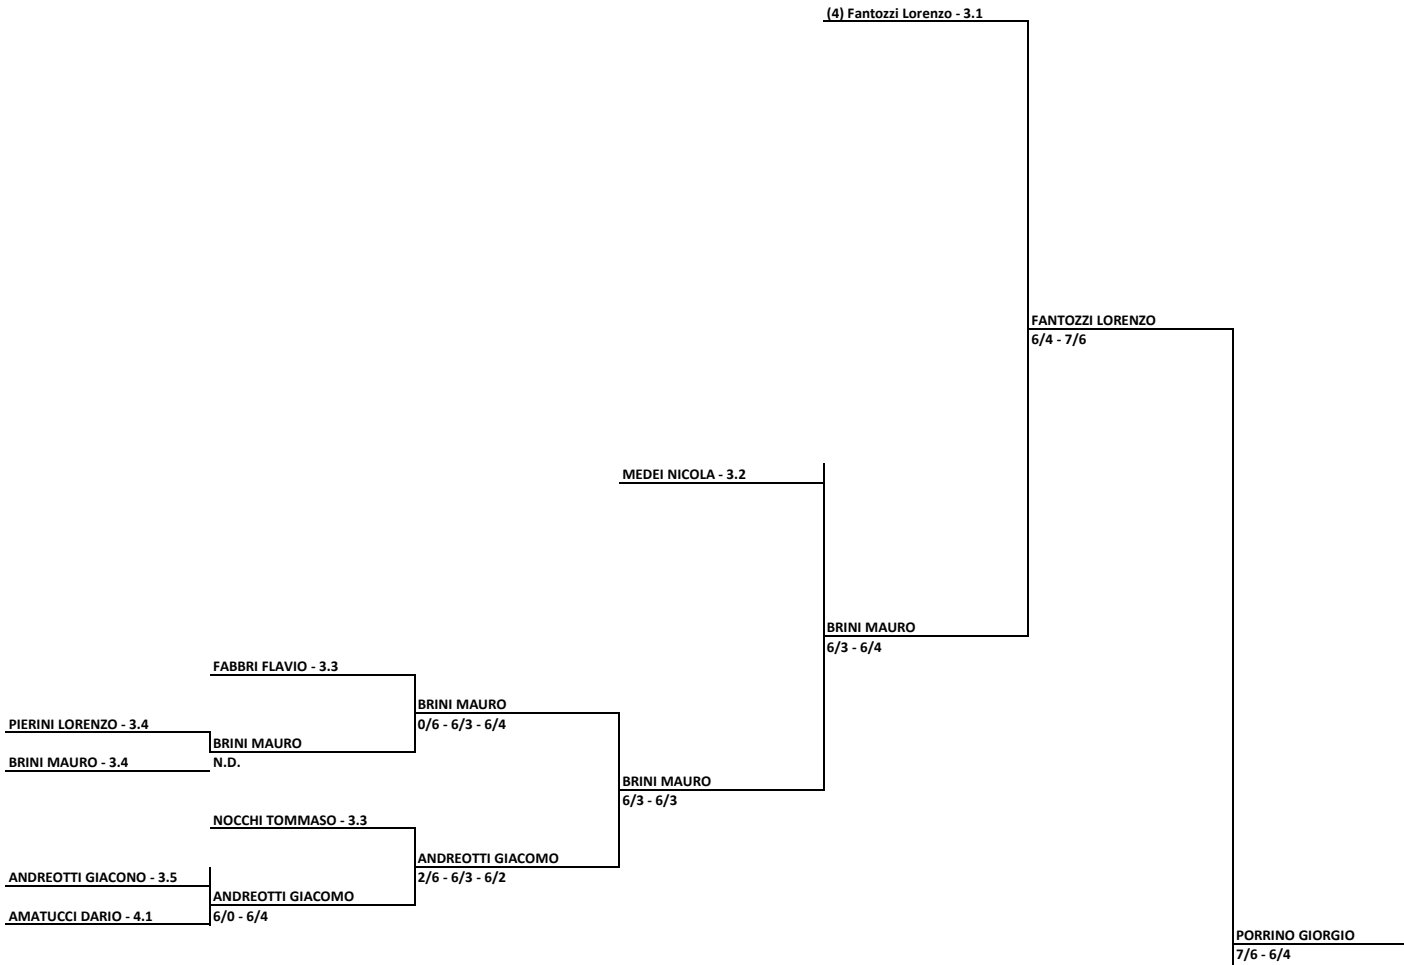 (4) Fantozzi Lorenzo - 3.1
FANTOZZI LORENZO
6/4 - 7/6
MEDEI NICOLA - 3.2
BRINI MAURO
6/3 - 6/4
FABBRI FLAVIO - 3.3
BRINI MAURO
0/6 - 6/3 - 6/4
PIERINI LORENZO - 3.4
BRINI MAURO
BRINI MAURO - 3.4
N.D.
BRINI MAURO
6/3 - 6/3
NOCCHI TOMMASO - 3.3
ANDREOTTI GIACOMO
2/6 - 6/3 - 6/2
ANDREOTTI GIACONO - 3.5
ANDREOTTI GIACOMO
AMATUCCI DARIO - 4.1
6/0 - 6/4
PORRINO GIORGIO
7/6 - 6/4